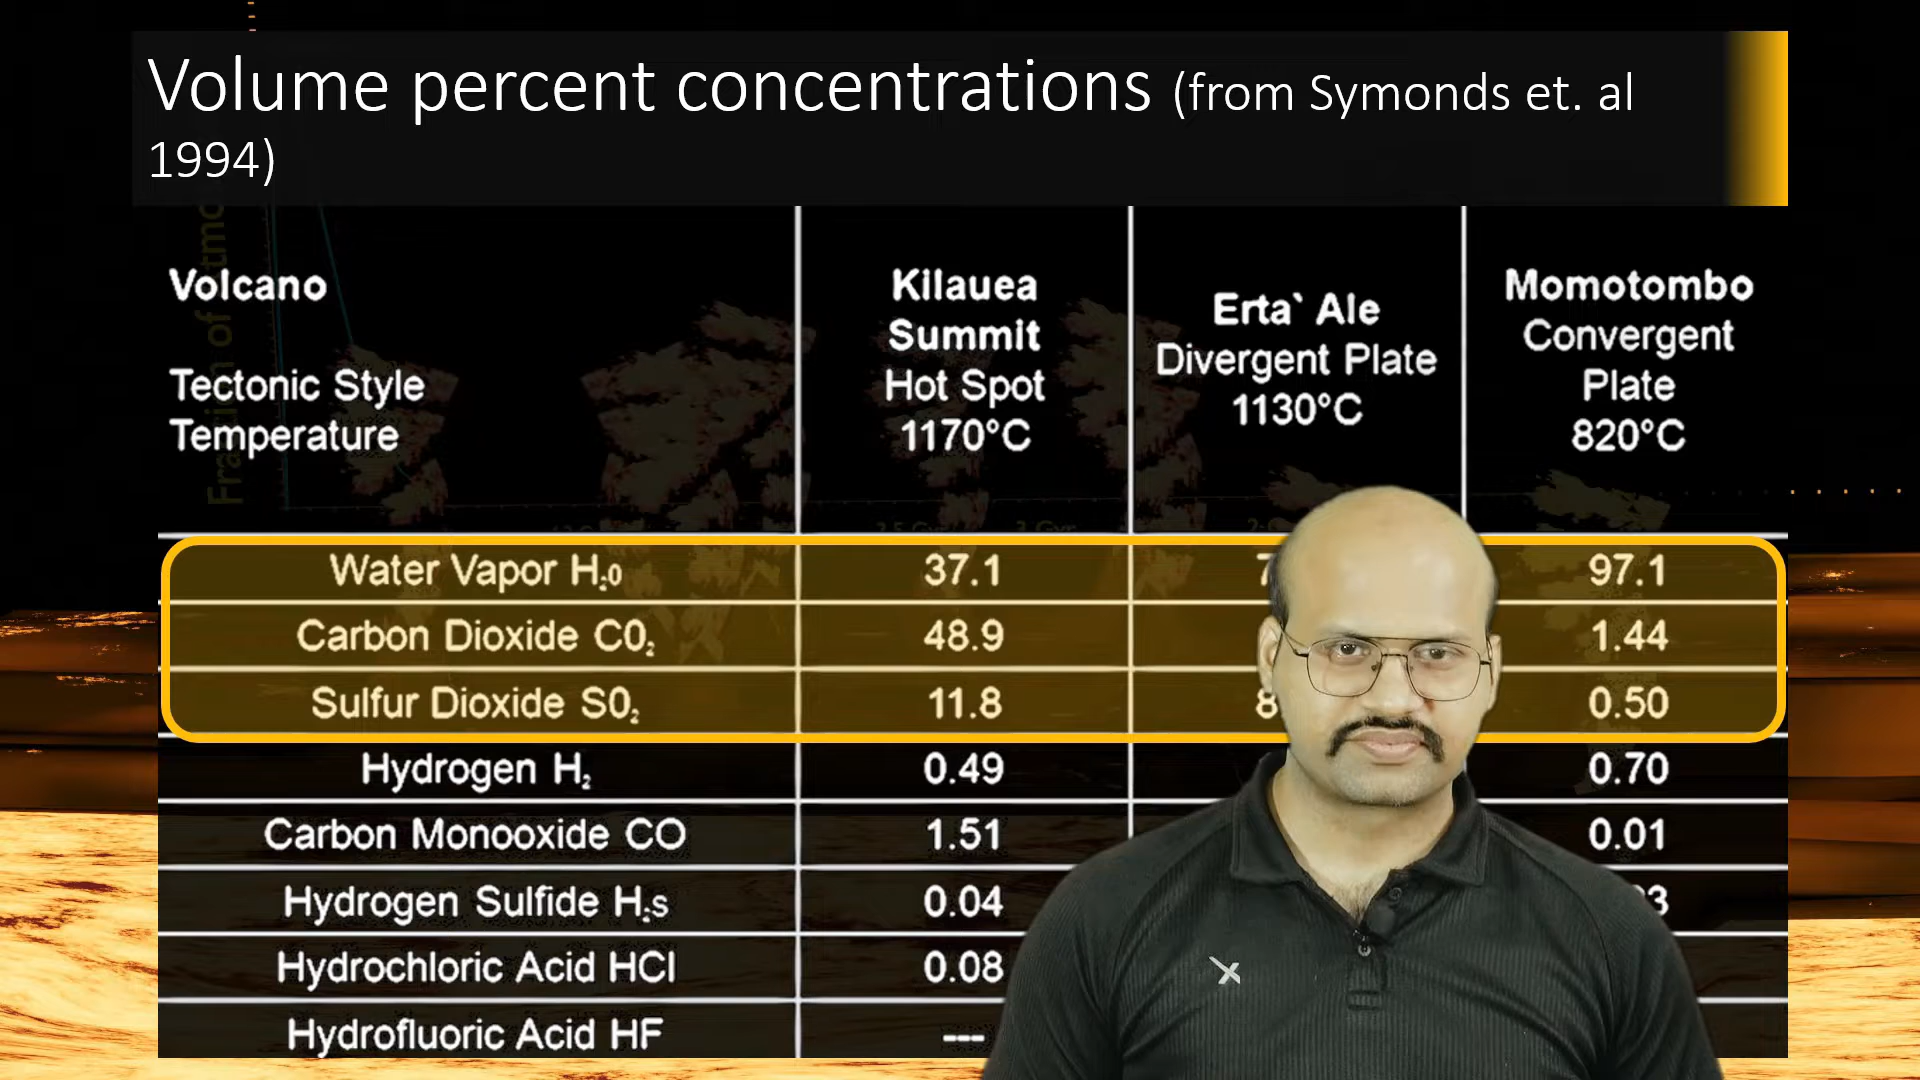 Volume percent concentrations (from Symonds et. al
1994)
Volcano
Tectonic Style
Temperature
Kilauea
Summit
Hot Spot
1170°C
Erta` Ale
Divergent Plate
1130°C
Momotombo
Convergent
Plate
820°C
Water Vapor H₂0 37.1 97.1
Carbon Dioxide C0₂ 48.9 1.44
Sulfur Dioxide S0₂ 11.8 0.50
Hydrogen H₂ 0.49 0.70
Carbon Monooxide CO 1.51 0.01
Hydrogen Sulfide H₂s 0.04
Hydrochloric Acid HCl 0.08
Hydrofluoric Acid HF ---